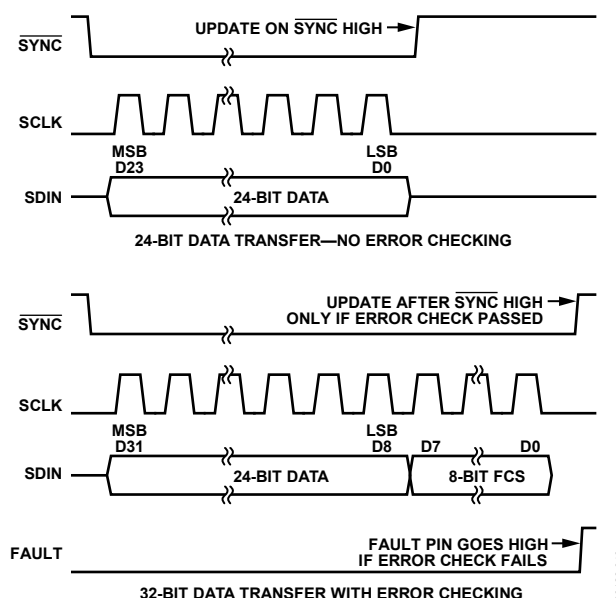 UPDATE ON SYNC HIGH
SYNC
SCLK
MSB
D23
LSB
D0
SDIN
24-BIT DATA
24-BIT DATA TRANSFER—NO ERROR CHECKING
UPDATE AFTER SYNC HIGH
ONLY IF ERROR CHECK PASSED
SYNC
SCLK
MSB
D31
LSB
D8
D7
D0
SDIN
24-BIT DATA
8-BIT FCS
FAULT
FAULT PIN GOES HIGH
IF ERROR CHECK FAILS
32-BIT DATA TRANSFER WITH ERROR CHECKING